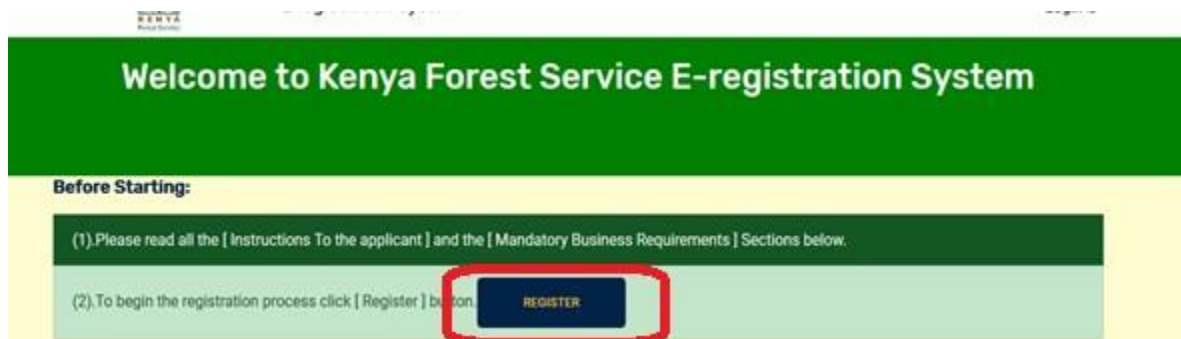 KENYA
Welcome to Kenya Forest Service E-registration System
Before Starting:
(1).Please read all the [ Instructions To the applicant ] and the [ Mandatory Business Requirements ] Sections below.
(2).To begin the registration process click [ Register ] button. REGISTER